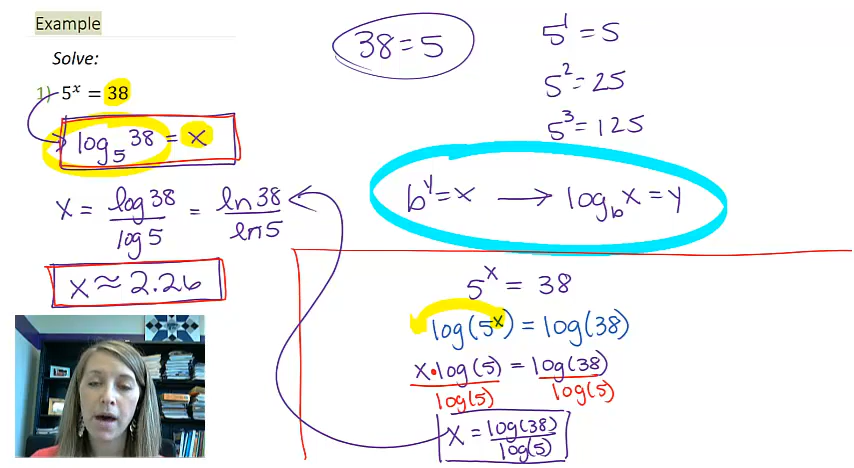 Example
Solve:
1) 5^x = 38
log_5 38 = x
x = log 38 / log 5 = ln 38 / ln 5
x ≈ 2.26
38 = 5
5^1 = 5
5^2 = 25
5^3 = 125
b^y = x → log_b x = y
5^x = 38
log(5^x) = log(38)
x • log(5) / log(5) = log(38) / log(5)
x = log(38) / log(5)